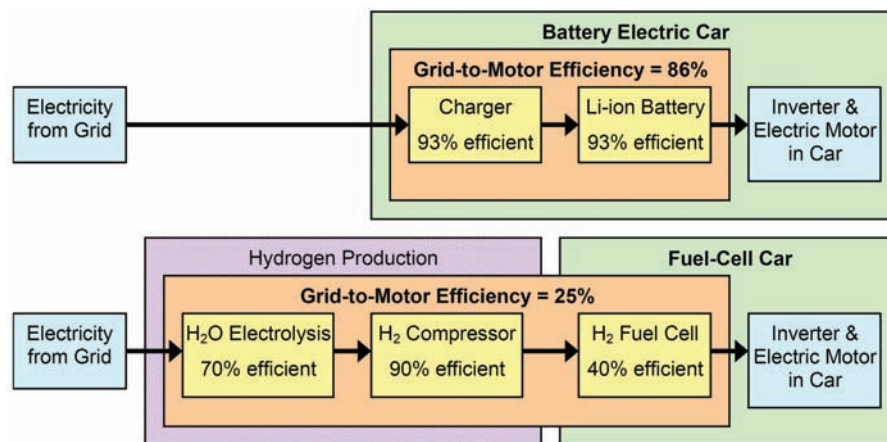 Battery Electric Car
Grid-to-Motor Efficiency = 86%
Electricity
from Grid
Charger
93% efficient
Li-ion Battery
93% efficient
Inverter &
Electric Motor
in Car
Hydrogen Production
Fuel-Cell Car
Grid-to-Motor Efficiency = 25%
Electricity
from Grid
H₂O Electrolysis
70% efficient
H₂ Compressor
90% efficient
H₂ Fuel Cell
40% efficient
Inverter &
Electric Motor
in Car